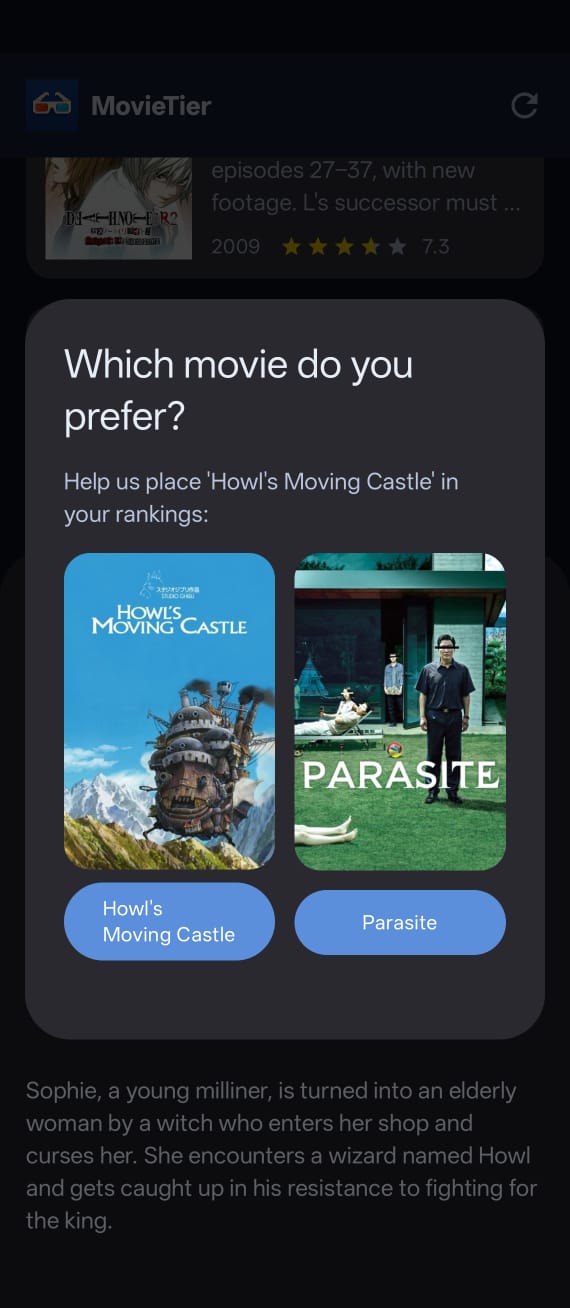 MovieTier
episodes 27–37, with new
footage. L's successor must ...
2009
7.3
Which movie do you
prefer?
Help us place 'Howl's Moving Castle' in
your rankings:
スタジオジブリ作品
STUDIO GHIBLI
HOWL'S
MOVING CASTLE
PARASITE
Howl's
Moving Castle
Parasite
Sophie, a young milliner, is turned into an elderly
woman by a witch who enters her shop and
curses her. She encounters a wizard named Howl
and gets caught up in his resistance to fighting for
the king.